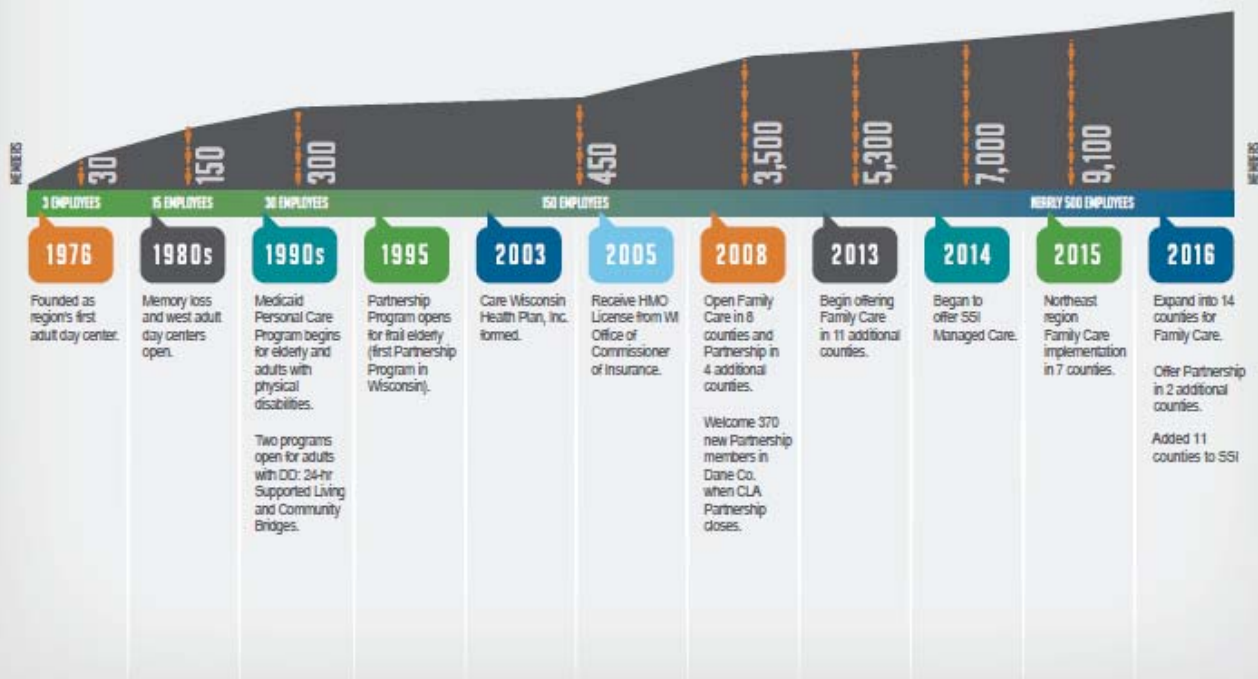 MEMBERS
30
150
300
450
3,500
5,300
7,000
9,100
MEMBERS
3 EMPLOYEES
15 EMPLOYEES
30 EMPLOYEES
150 EMPLOYEES
NEARLY 500 EMPLOYEES
1976
Founded as
region's first
adult day center.
1980s
Memory loss
and west adult
day centers
open.
1990s
Medicaid
Personal Care
Program begins
for elderly and
adults with
physical
disabilities.
Two programs
open for adults
with DD: 24-hr
Supported Living
and Community
Bridges.
1995
Partnership
Program opens
for frail elderly
(first Partnership
Program in
Wisconsin).
2003
Care Wisconsin
Health Plan, Inc.
formed.
2005
Receive HMO
License from WI
Office of
Commissioner
of Insurance.
2008
Open Family
Care in 8
counties and
Partnership in
4 additional
counties.
Welcome 370
new Partnership
members in
Dane Co.
when CLA
Partnership
closes.
2013
Begin offering
Family Care
in 11 additional
counties.
2014
Began to
offer SSI
Managed Care.
2015
Northeast
region
Family Care
implementation
in 7 counties.
2016
Expand into 14
counties for
Family Care.
Offer Partnership
in 2 additional
counties.
Added 11
counties to SSI